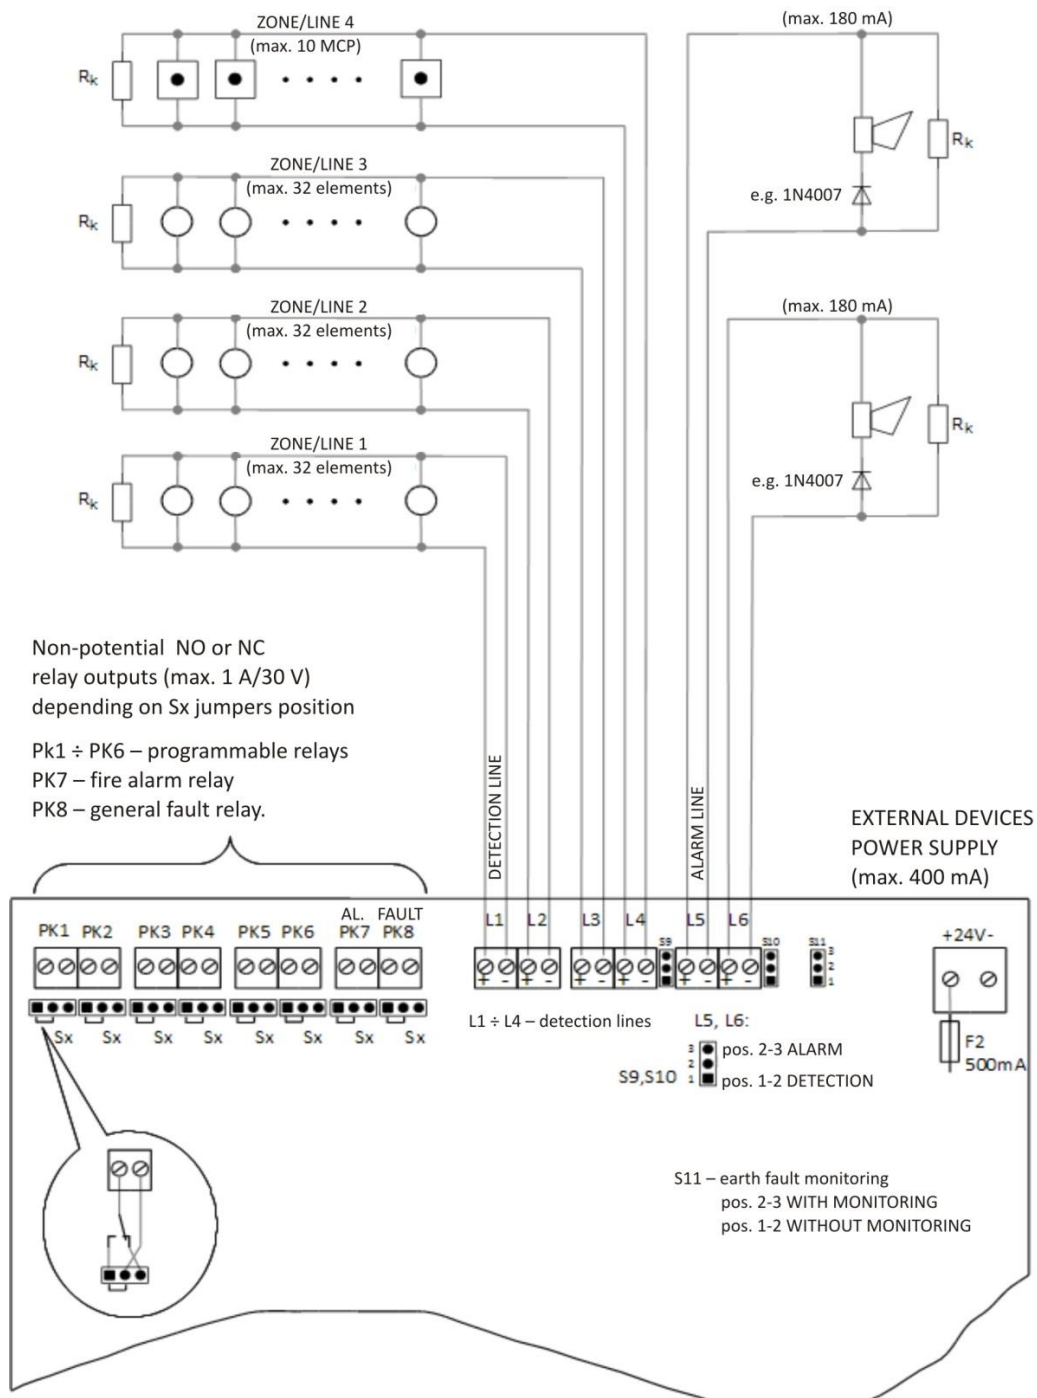 ZONE/LINE 4
(max. 10 MCP)
Rk
ZONE/LINE 3
(max. 32 elements)
Rk
ZONE/LINE 2
(max. 32 elements)
Rk
ZONE/LINE 1
(max. 32 elements)
Rk
(max. 180 mA)
Rk
e.g. 1N4007
(max. 180 mA)
Rk
e.g. 1N4007
Non-potential NO or NC
relay outputs (max. 1 A/30 V)
depending on Sx jumpers position
Pk1 ÷ PK6 – programmable relays
PK7 – fire alarm relay
PK8 – general fault relay.
DETECTION LINE
ALARM LINE
EXTERNAL DEVICES
POWER SUPPLY
(max. 400 mA)
AL. FAULT
PK1 PK2 PK3 PK4 PK5 PK6 PK7 PK8
L1 L2 L3 L4 L5 L6
S9 S10 S11
3
2
1
+ - + - + - + - + - + -
+24V-
Sx Sx Sx Sx Sx Sx Sx Sx
F2
500mA
L1 ÷ L4 – detection lines
L5, L6:
3 pos. 2-3 ALARM
2
S9,S10 1 pos. 1-2 DETECTION
S11 – earth fault monitoring
pos. 2-3 WITH MONITORING
pos. 1-2 WITHOUT MONITORING